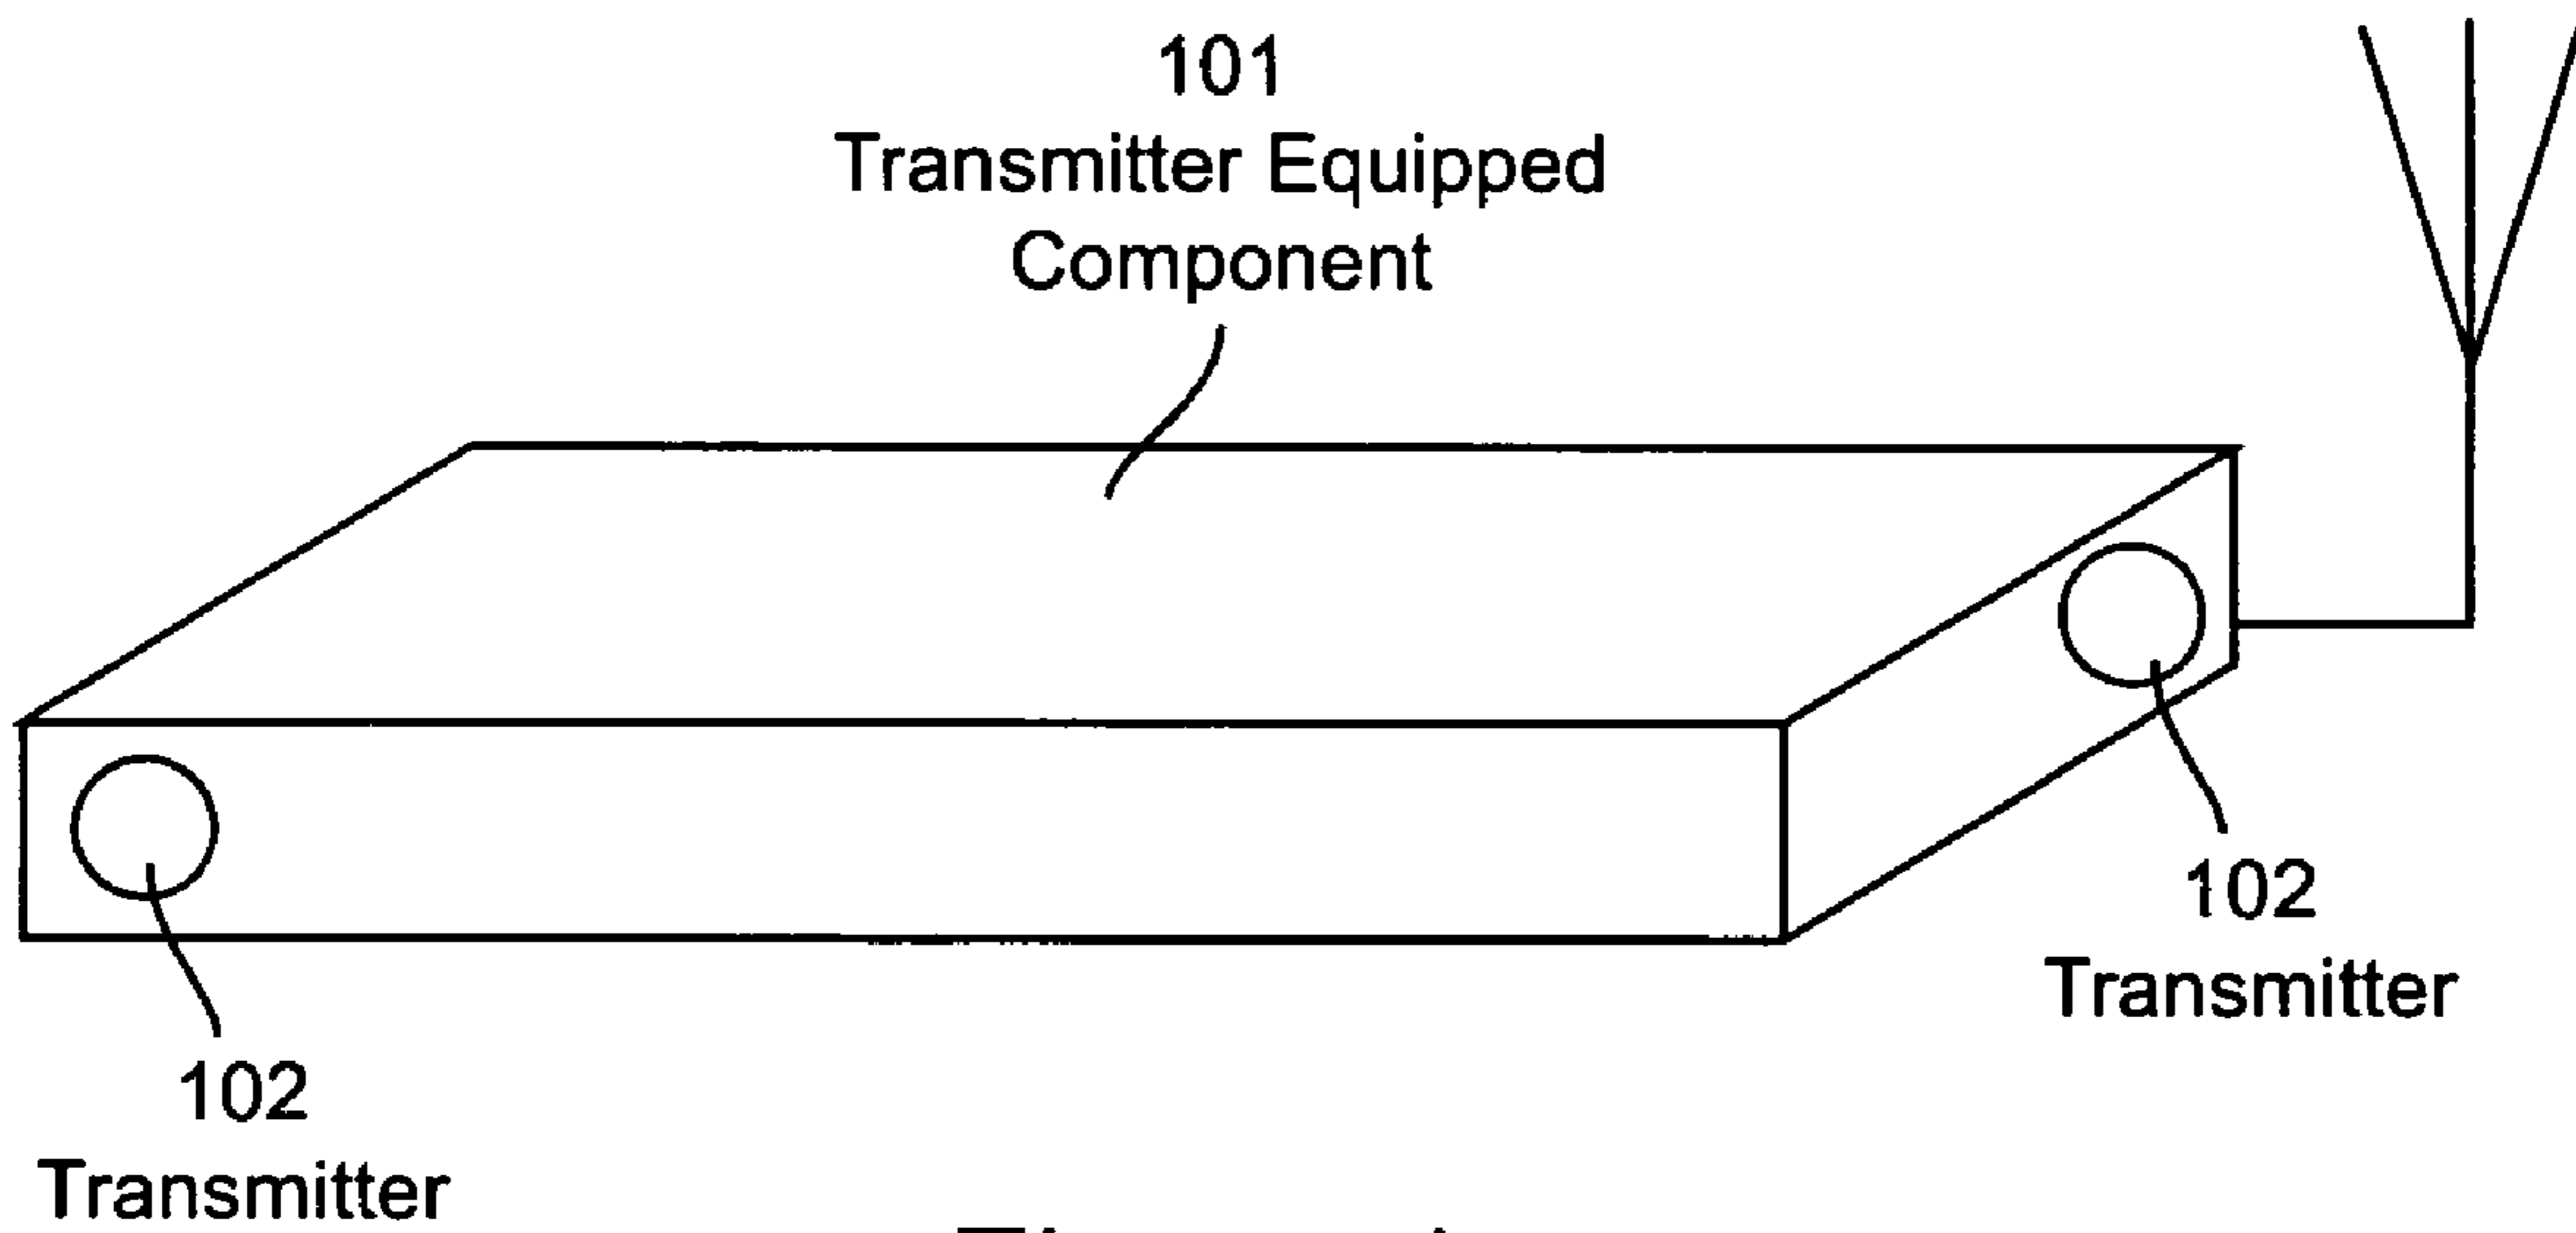 101
Transmitter Equipped
Component
102
Transmitter
102
Transmitter